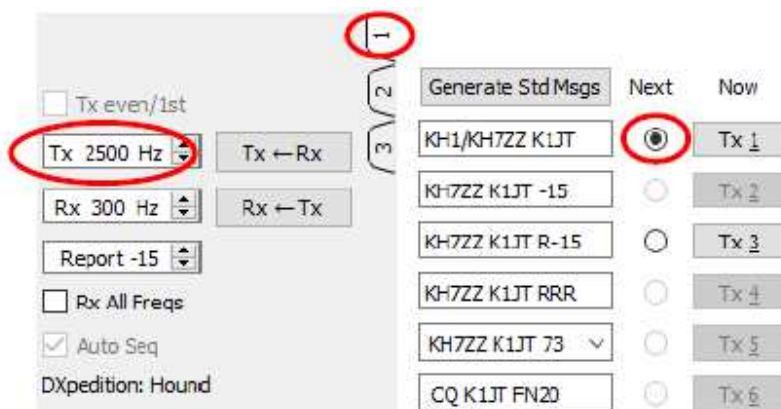 1
2
3
Tx even/1st
Tx 2500 Hz
Tx ← Rx
Rx 300 Hz
Rx ← Tx
Report -15
Rx All Freqs
Auto Seq
DXpedition: Hound
Generate Std Msgs Next Now
KH1/KH7ZZ K1JT Tx 1
KH7ZZ K1JT -15 Tx 2
KH7ZZ K1JT R-15 Tx 3
KH7ZZ K1JT RRR Tx 4
KH7ZZ K1JT 73 Tx 5
CQ K1JT FN20 Tx 6